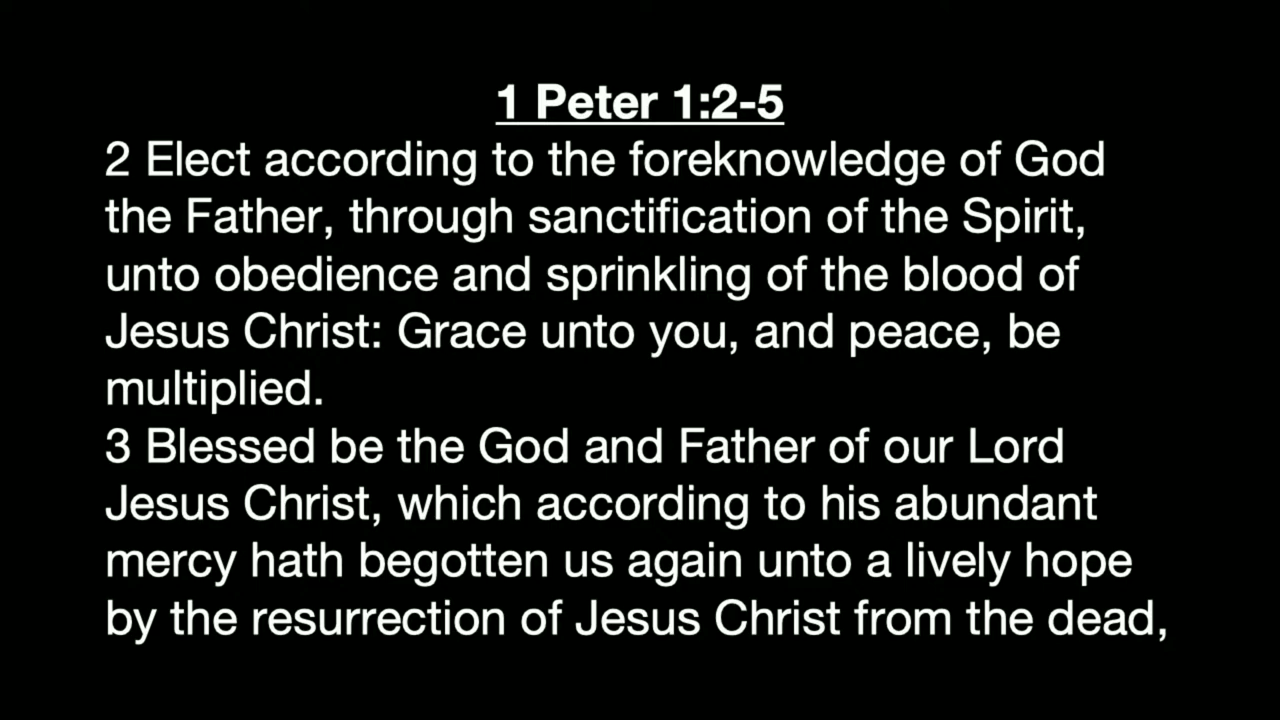 1 Peter 1:2-5
2 Elect according to the foreknowledge of God
the Father, through sanctification of the Spirit,
unto obedience and sprinkling of the blood of
Jesus Christ: Grace unto you, and peace, be
multiplied.
3 Blessed be the God and Father of our Lord
Jesus Christ, which according to his abundant
mercy hath begotten us again unto a lively hope
by the resurrection of Jesus Christ from the dead,